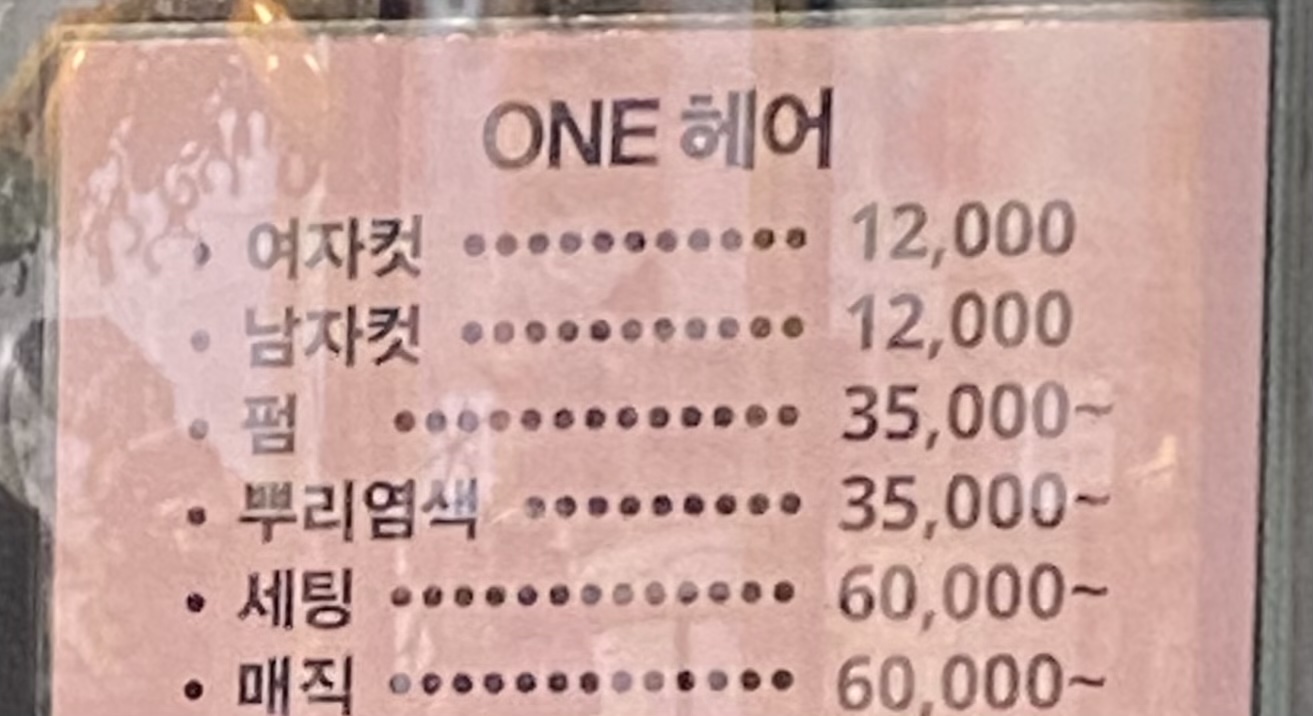 ONE 헤어
• 여자컷 ••••••••••• 12,000
• 남자컷 ••••••••••• 12,000
• 펌 ••••••••••••• 35,000~
• 뿌리염색 ••••••••• 35,000~
• 세팅 ••••••••••••• 60,000~
• 매직 ••••••••••••• 60,000~